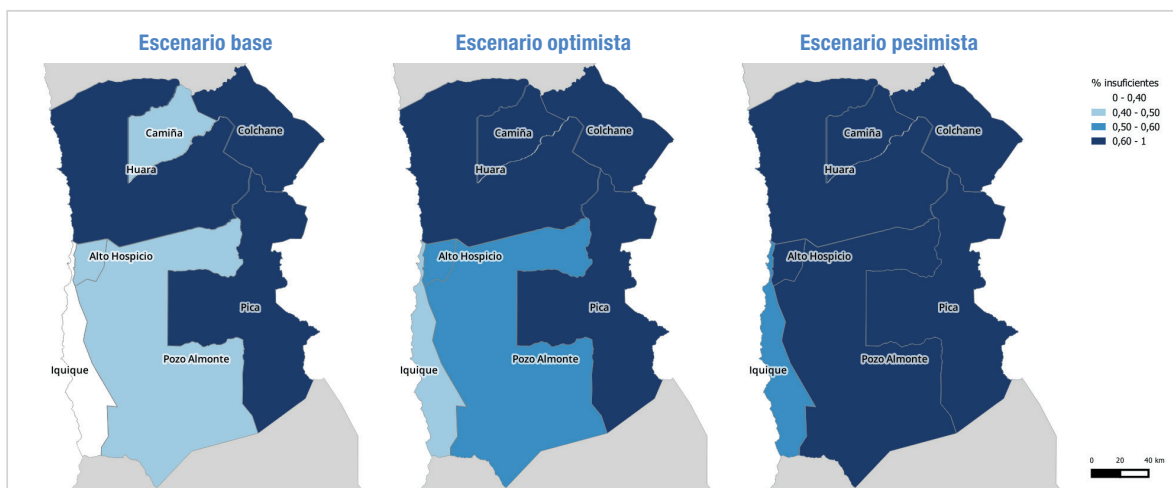 Escenario base
Escenario optimista
Escenario pesimista
% insuficientes
0 - 0,40
0,40 - 0,50
0,50 - 0,60
0,60 - 1
Camiña
Colchane
Huara
Alto Hospicio
Pica
Pozo Almonte
Iquique
Camiña
Colchane
Huara
Alto Hospicio
Pica
Pozo Almonte
Iquique
Camiña
Colchane
Huara
Alto Hospicio
Pica
Pozo Almonte
Iquique
0 20 40 km